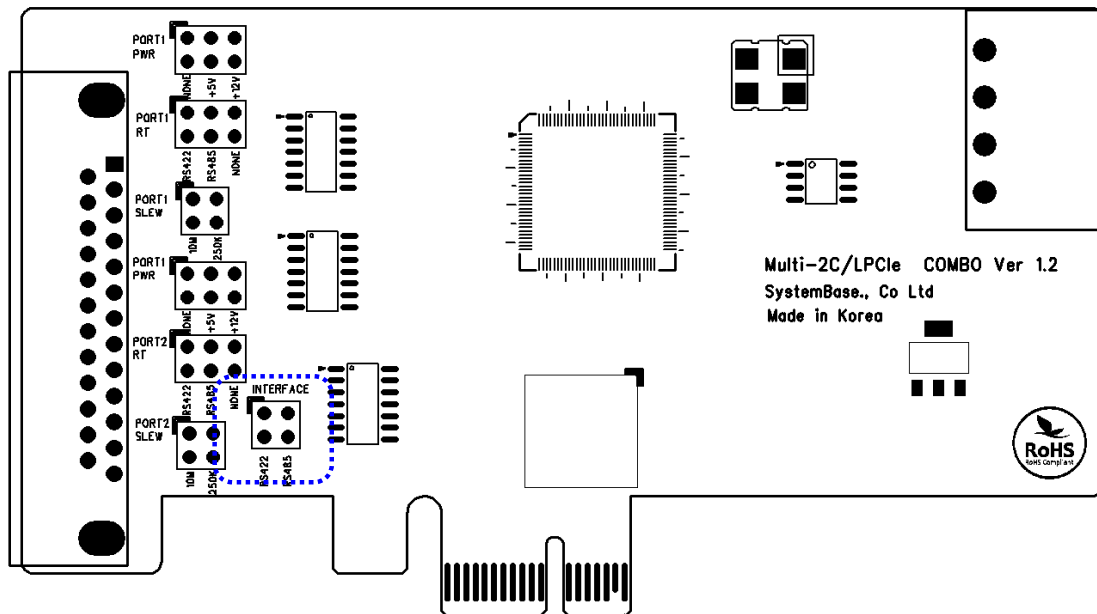 PORT1
PWR
NONE
+5V
+12V
PORT1
RT
RS422
RS485
NONE
PORT1
SLEW
10M
250K
PORT1
PWR
NONE
+5V
+12V
PORT2
RT
RS422
RS485
NONE
INTERFACE
PORT2
SLEW
10M
250K
RS422
RS485
Multi-2C/LPCIe COMBO Ver 1.2
SystemBase., Co Ltd
Made in Korea
RoHS
RoHS Compliant